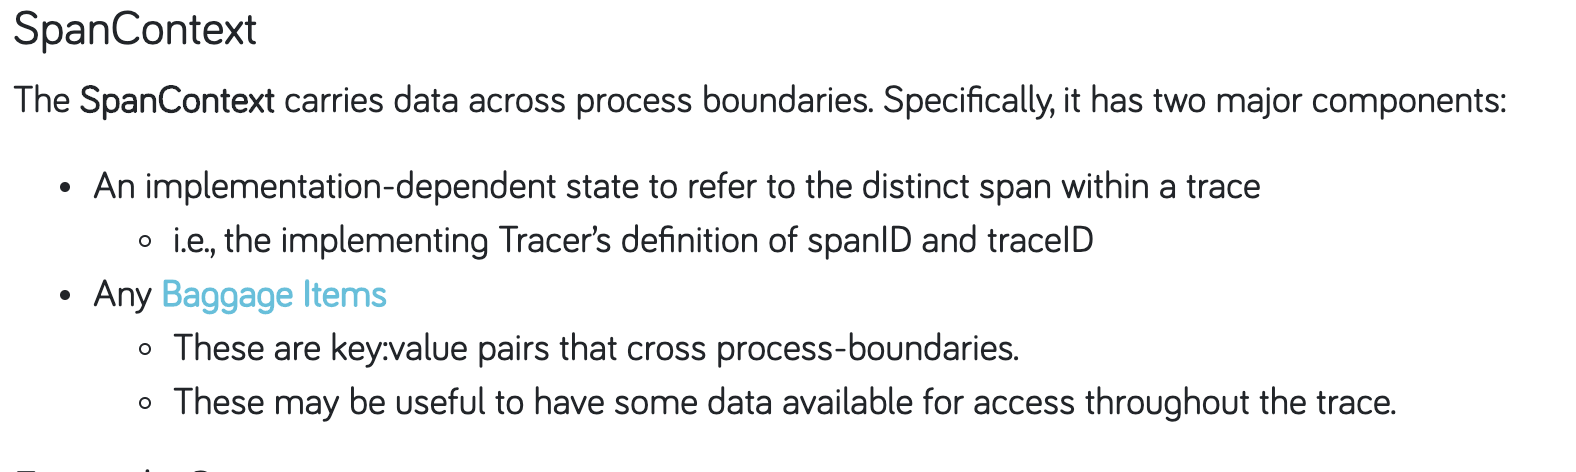 SpanContext
The SpanContext carries data across process boundaries. Specifically, it has two major components:
• An implementation-dependent state to refer to the distinct span within a trace
◦ i.e., the implementing Tracer's definition of spanID and traceID
• Any Baggage Items
◦ These are key:value pairs that cross process-boundaries.
◦ These may be useful to have some data available for access throughout the trace.